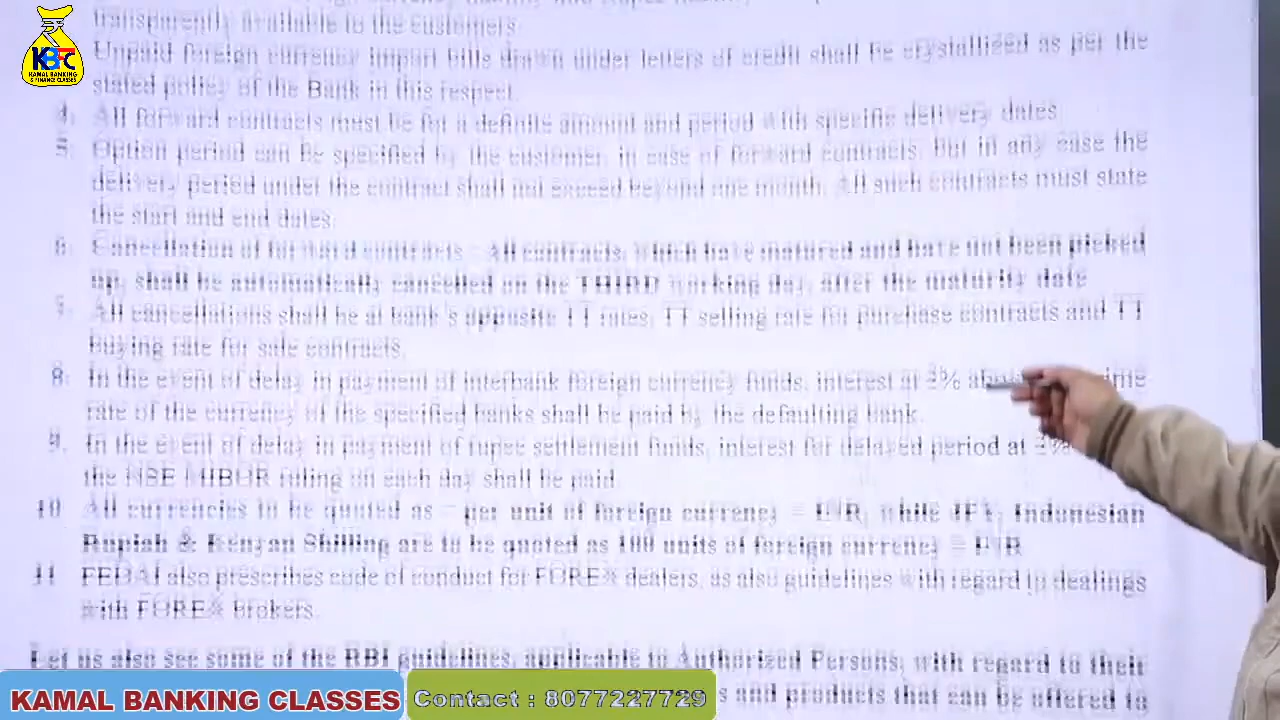 KBFC
KAMAL BANKING
& FINANCE CLASSES
transparently available to the customers.
Unpaid foreign currency import bills drawn under letters of credit shall be crystallized as per the
stated policy of the Bank in this respect.
4. All forward contracts must be for a definite amount and period with specific delivery dates.
5. Option period can be specified by the customer, in case of forward contracts. But in any case the
delivery period under the contract shall not exceed beyond one month. All such contracts must state
the start and end dates.
6. Cancellation of forward contracts - All contracts, which have matured and have not been picked
up, shall be automatically cancelled on the THIRD working day, after the maturity date
7. All cancellations shall be at bank's opposite TT rates. TT selling rate for purchase contracts and TT
buying rate for sale contracts.
8. In the event of delay in payment of interbank foreign currency funds, interest at 2%
rate of the currency of the specified banks shall be paid by the defaulting bank.
9. In the event of delay in payment of rupee settlement funds, interest for delayed period at
the NSE MIBOR ruling on each day shall be paid.
10 All currencies to be quoted as - per unit of foreign currency = INR, while JPY, Indonesian
Rupiah & Kenyan Shilling are to be quoted as 100 units of foreign currency = INR
11 FEDAI also prescribes code of conduct for FOREX dealers, as also guidelines with regard to dealings
with FOREX brokers.
Let us also see some of the RBI guidelines, applicable to Authorized Persons, with regard to their
s and products that can be offered to
KAMAL BANKING CLASSES
Contact : 8077227729